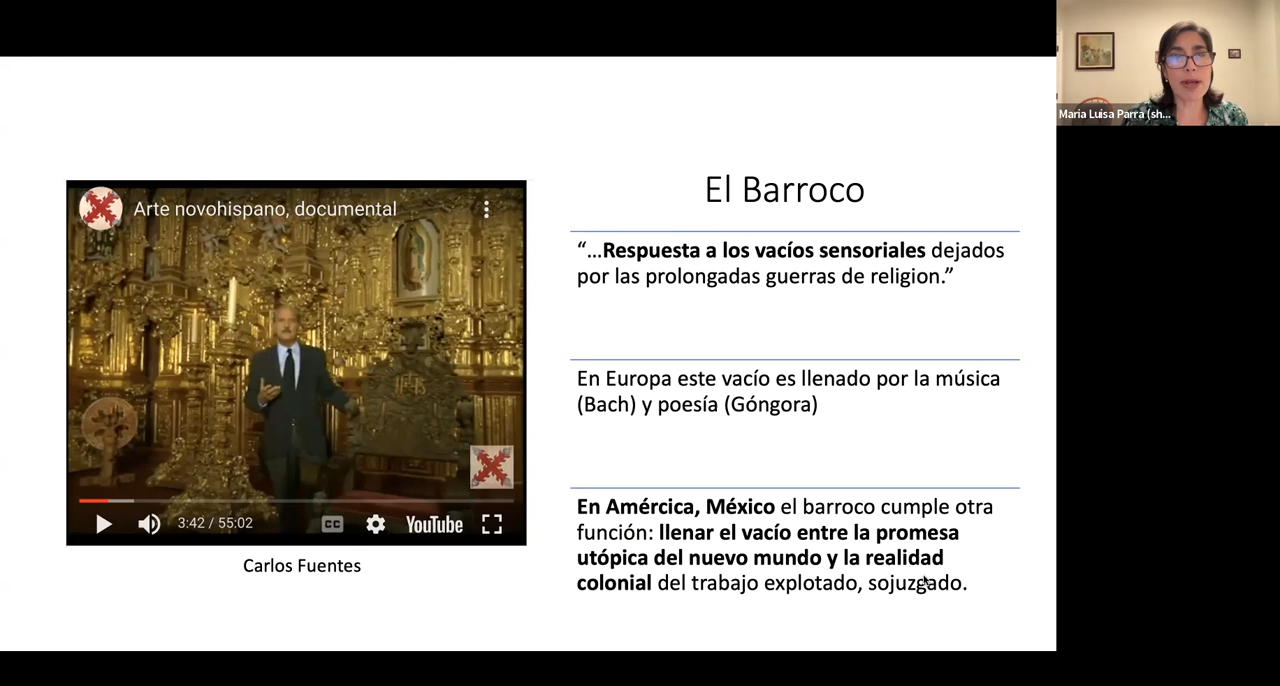 Arte novohispano, documental
3:42 / 55:02
CC
YouTube
Carlos Fuentes
El Barroco
“…Respuesta a los vacíos sensoriales dejados
por las prolongadas guerras de religion.”
En Europa este vacío es llenado por la música
(Bach) y poesía (Góngora)
En Amércica, México el barroco cumple otra
función: llenar el vacío entre la promesa
utópica del nuevo mundo y la realidad
colonial del trabajo explotado, sojuzgado.
Maria Luisa Parra (sh...